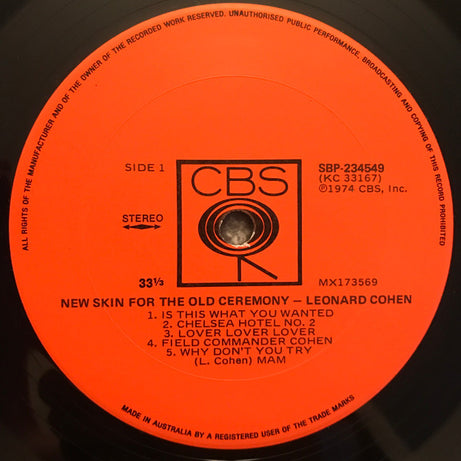 ALL RIGHTS OF THE MANUFACTURER AND OF THE OWNER OF THE RECORDED WORK RESERVED. UNAUTHORISED PUBLIC PERFORMANCE, BROADCASTING AND COPYING OF THIS RECORD PROHIBITED
SIDE 1
CBS
SBP-234549
(KC 33167)
℗1974 CBS, Inc.
STEREO
33⅓
MX173569
NEW SKIN FOR THE OLD CEREMONY – LEONARD COHEN
1. IS THIS WHAT YOU WANTED
2. CHELSEA HOTEL NO. 2
3. LOVER LOVER LOVER
4. FIELD COMMANDER COHEN
5. WHY DON'T YOU TRY
(L. Cohen) MAM
MADE IN AUSTRALIA BY A REGISTERED USER OF THE TRADE MARKS